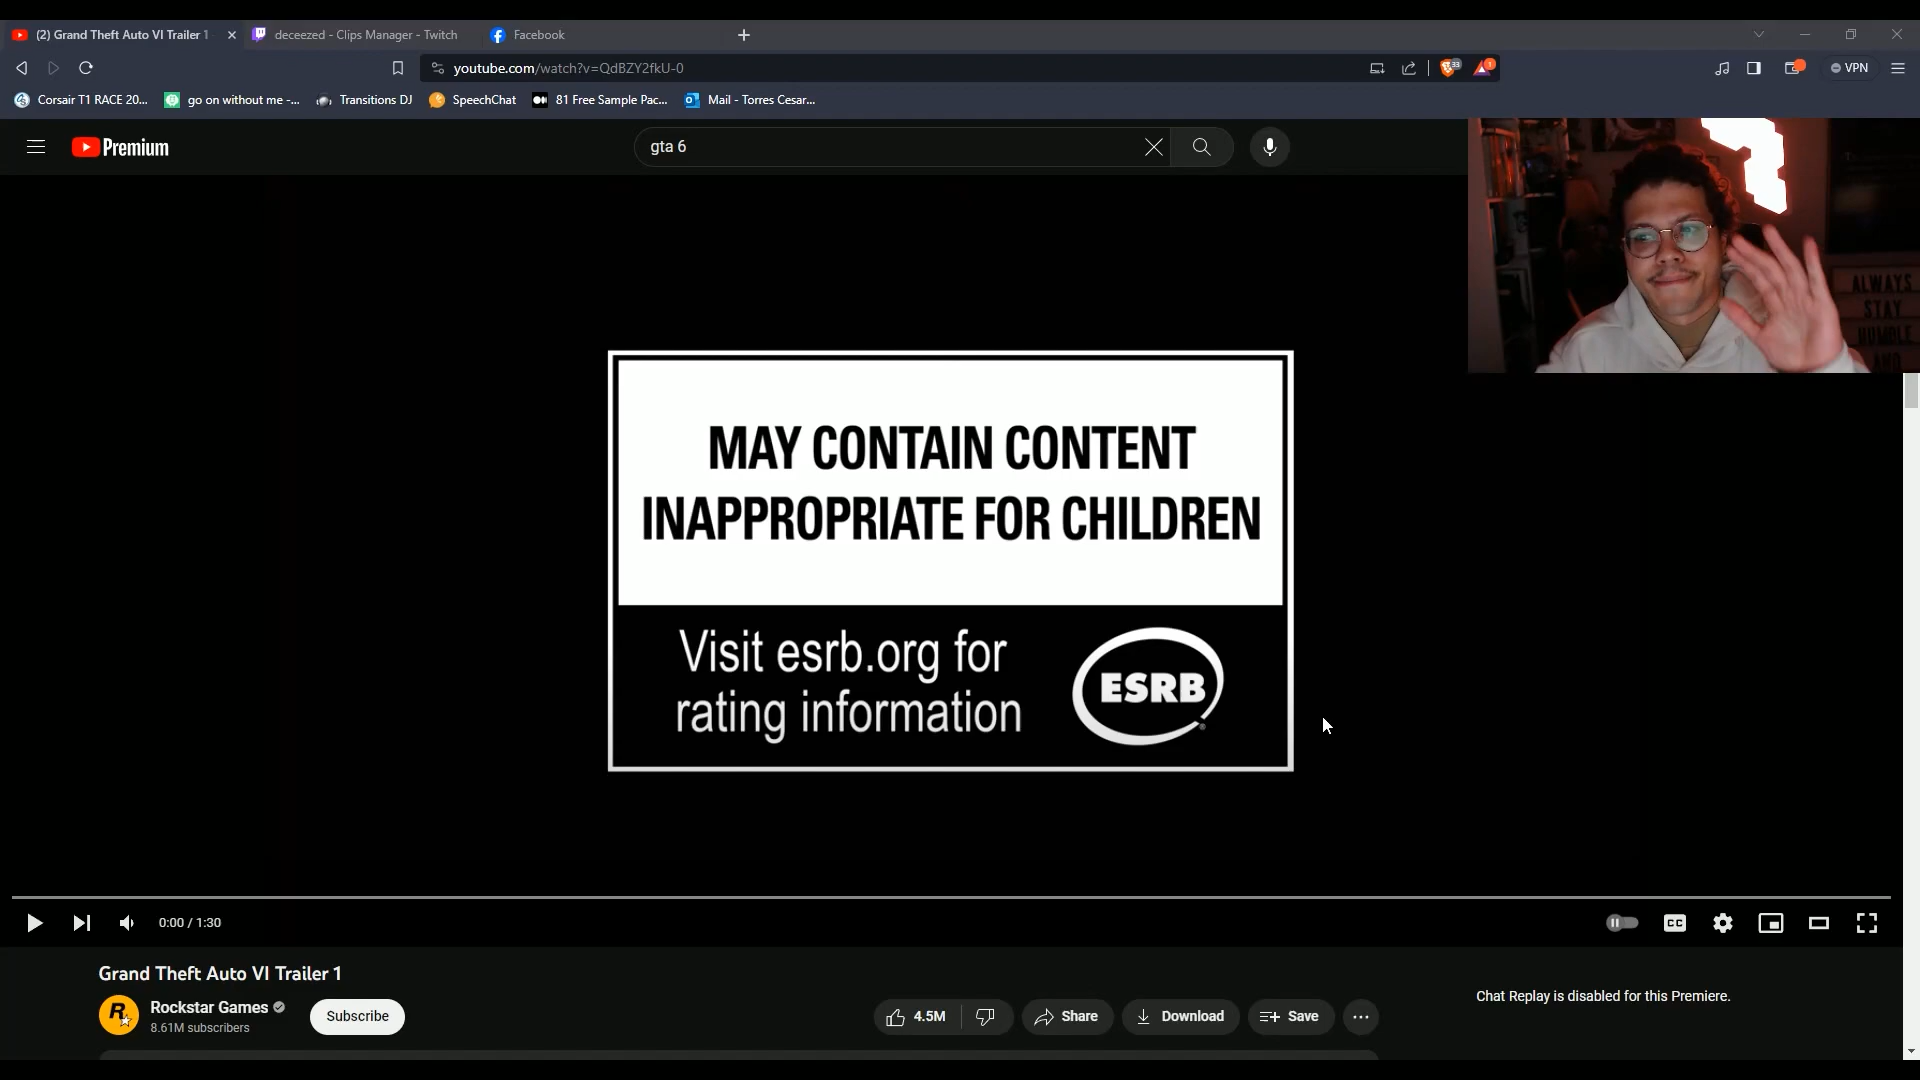 (2) Grand Theft Auto VI Trailer 1
deceezed - Clips Manager - Twitch
Facebook
youtube.com/watch?v=QdBZY2fkU-0
33
1
VPN
Corsair T1 RACE 20...
go on without me -...
Transitions DJ
SpeechChat
81 Free Sample Pac...
Mail - Torres Cesar...
Premium
gta 6
ALWAYS
STAY
HUMBLE
AND
MAY CONTAIN CONTENT
INAPPROPRIATE FOR CHILDREN
Visit esrb.org for
rating information
ESRB
0:00 / 1:30
CC
Grand Theft Auto VI Trailer 1
R
Rockstar Games
8.61M subscribers
Subscribe
4.5M
Share
Download
Save
Chat Replay is disabled for this Premiere.